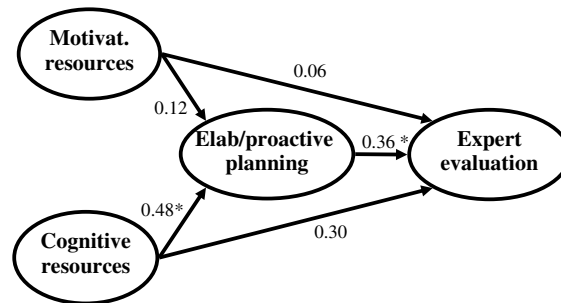 Motivat.
resources
0.06
0.12
Elab/proactive
planning
0.36 *
Expert
evaluation
0.48*
0.30
Cognitive
resources